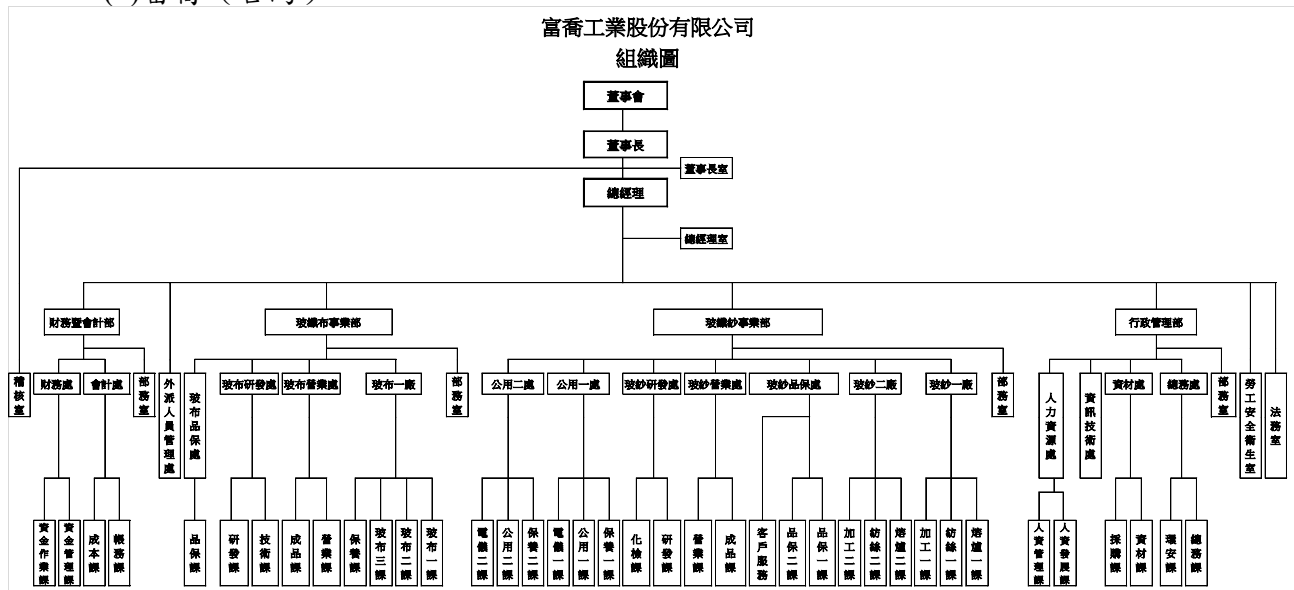 富喬工業股份有限公司
組織圖
董事會
董事長
董事長室
總經理
總經理室
財務暨會計部
玻纖布事業部
玻纖紗事業部
行政管理部
稽核室
財務處
會計處
部務室
外派人員管理處
玻布品保處
玻布研發處
玻布營業處
玻布一廠
部務室
公用二處
公用一處
玻紗研發處
玻紗營業處
玻紗品保處
玻紗二廠
玻紗一廠
部務室
人力資源處
資訊技術處
資材處
總務處
部務室
勞工安全衛生室
法務室
資金作業課
資金管理課
成本課
帳務課
品保課
研發課
技術課
成品課
營業課
保養課
玻布三課
玻布二課
玻布一課
電儀二課
公用二課
保養二課
電儀一課
公用一課
保養一課
化檢課
研發課
營業課
成品課
客戶服務
品保二課
品保一課
加工二課
紡絲二課
熔爐二課
加工一課
紡絲一課
熔爐一課
人資管理課
人資發展課
採購課
資材課
環安課
總務課